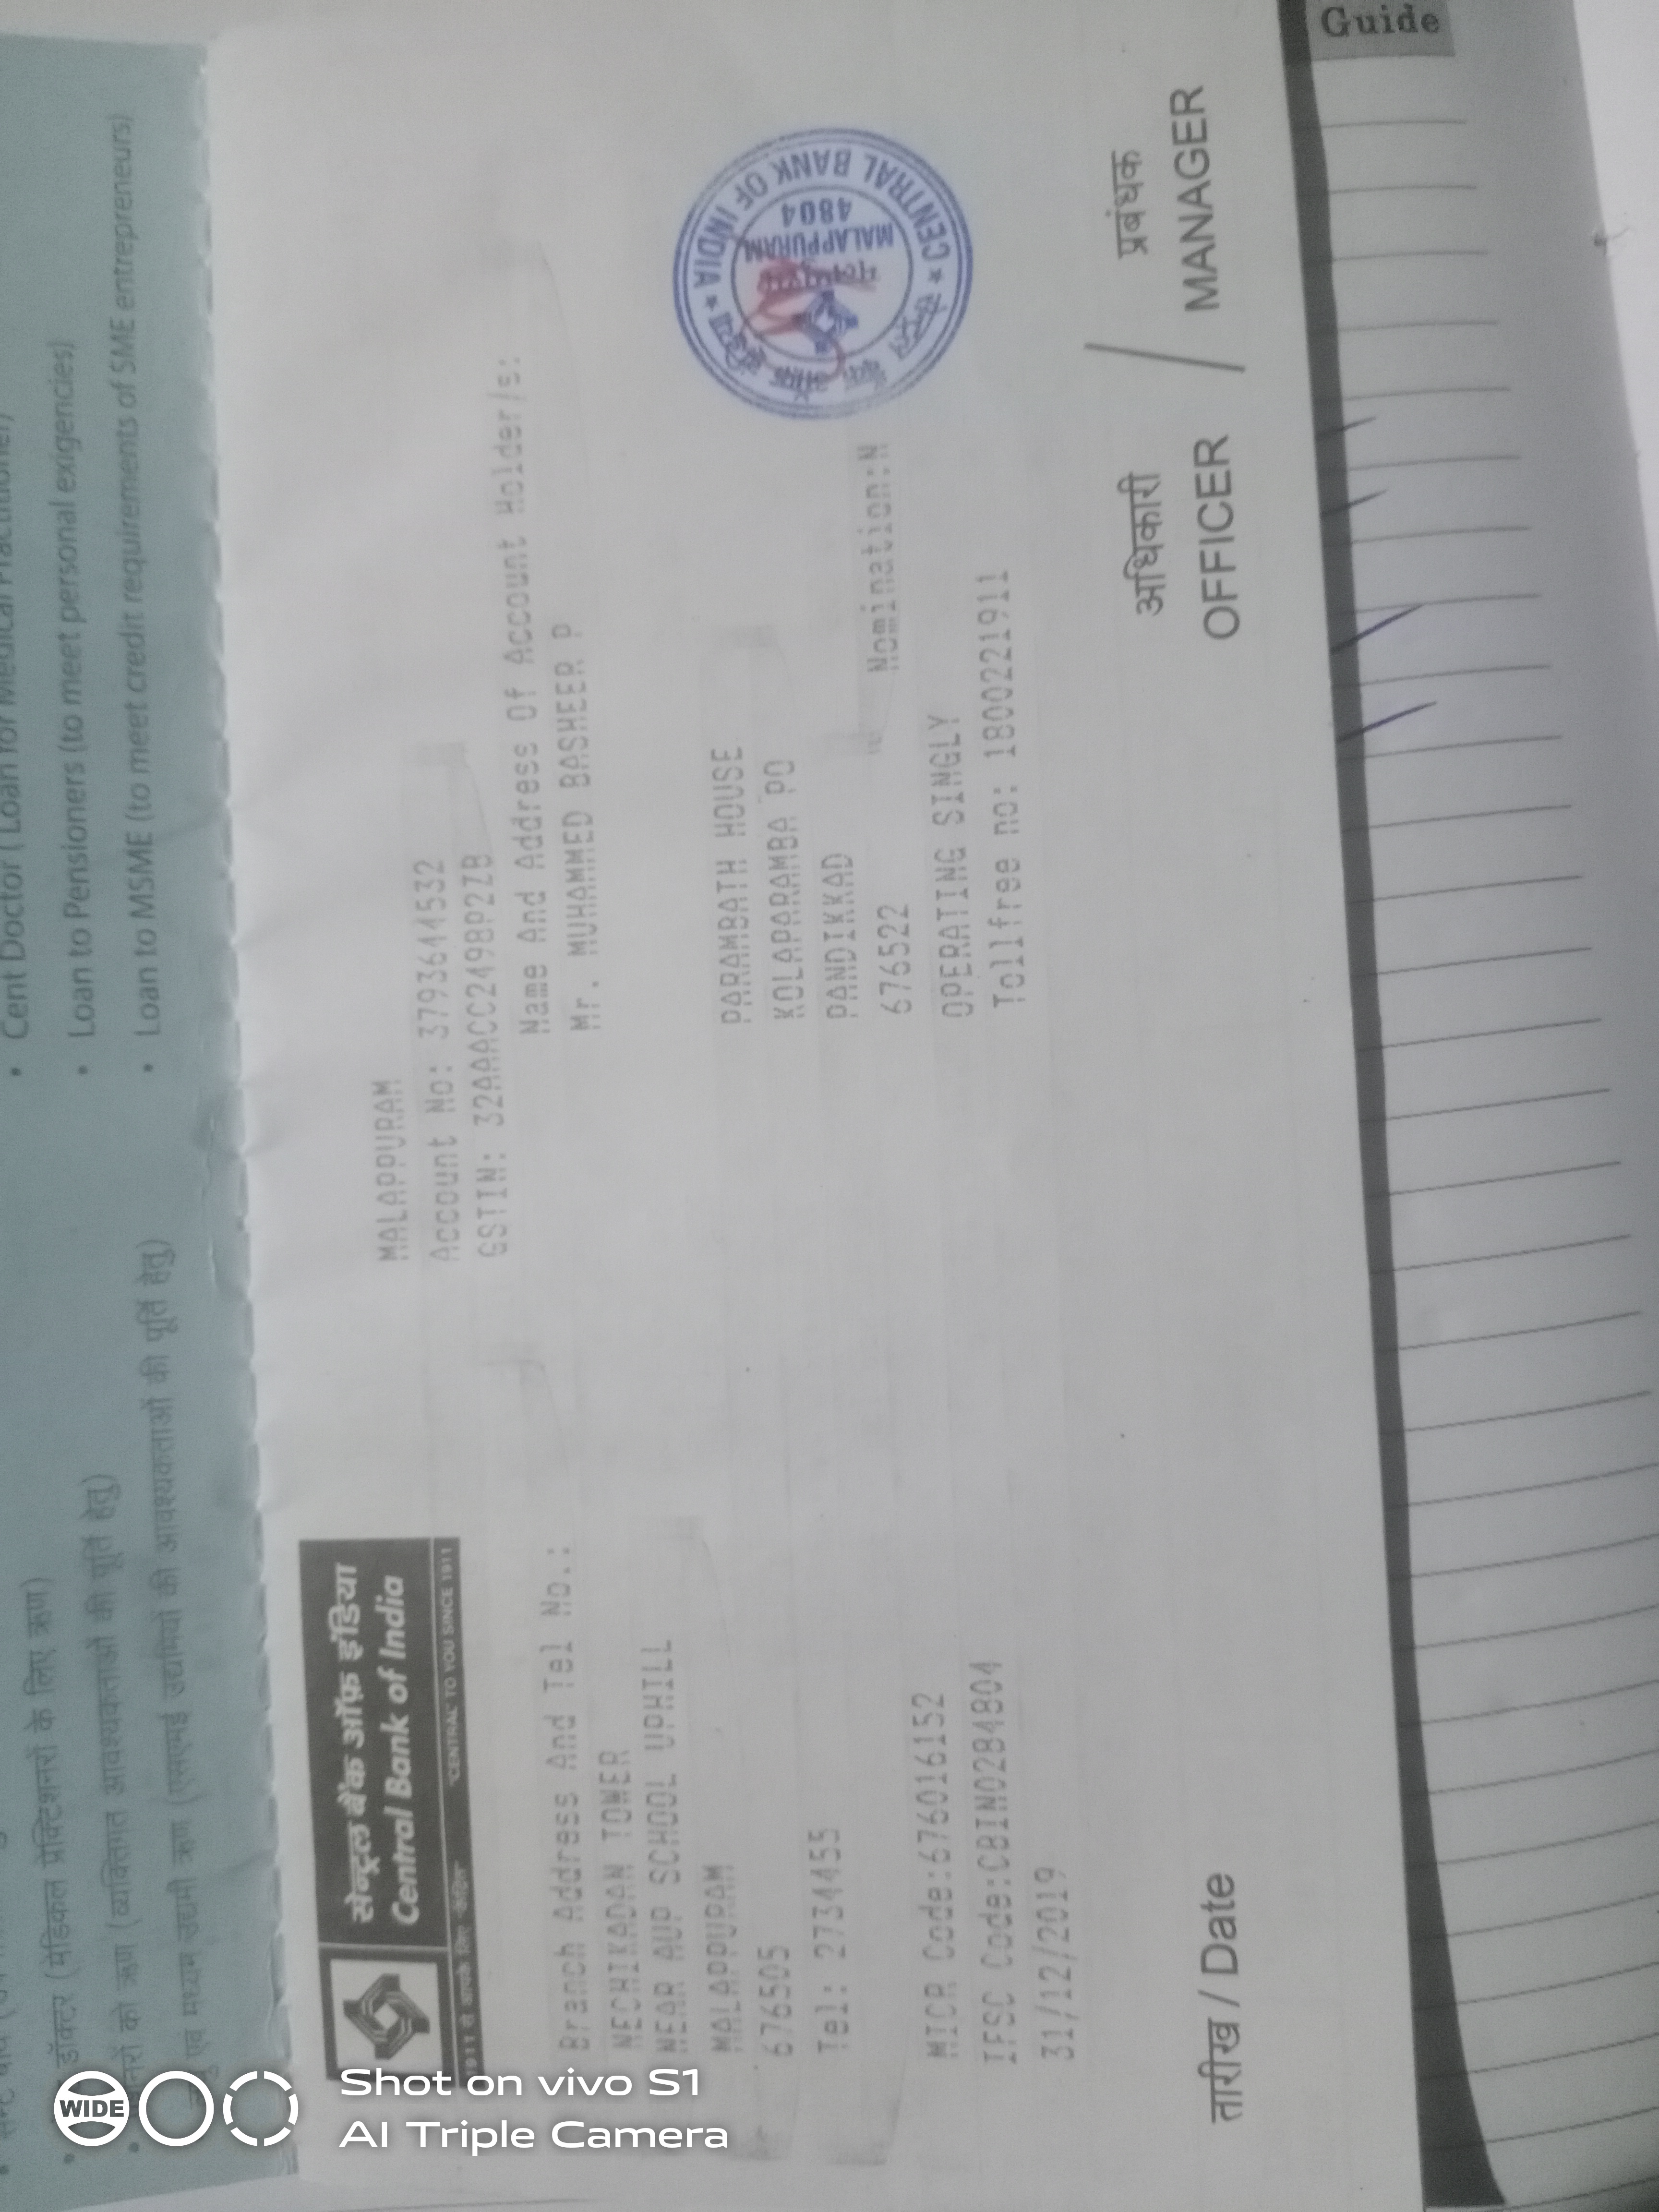 • Cent Doctor ( Loan for Medical Practitioner)
• Loan to Pensioners (to meet personal exigencies)
• Loan to MSME (to meet credit requirements of SME entrepreneurs)
डॉक्टर (मेडिकल प्रेक्टिशनरों के लिए ऋण)
को ऋण (व्यक्तिगत आवश्यकताओं की पूर्ति हेतु)
एवं मध्यम उद्यमी ऋण (एसएमई उद्यमियों की आवश्यकताओं की पूर्ति हेतु)
सेन्ट्रल बैंक ऑफ़ इंडिया
Central Bank of India
1911 से आपके लिए "केंद्रित" "CENTRAL" TO YOU SINCE 1911
Branch Address And Tel No.:
NECHIKADAN TOWER
NEAR AUP SCHOOL UPHILL
MALAPPURAM
676505
Tel: 2734455
MICR Code:676016152
IFSC Code:CBIN0284804
31/12/2019
MALAPPURAM
Account No: 3793644532
GSTIN: 32AAACC2498P2ZB
Name And Address Of Account Holder/s:
Mr. MUHAMMED BASHEER P
PARAMBATH HOUSE
KOLAPARAMBA PO
PANDIKKAD
676522 Nomination:N
OPERATING SINGLY
Tollfree no: 1800221911
★ CENTRAL BANK OF INDIA ★
MALAPPURAM
4804
तारीख / Date
अधिकारी / प्रबंधक
OFFICER / MANAGER
Guide
WIDE
Shot on vivo S1
AI Triple Camera